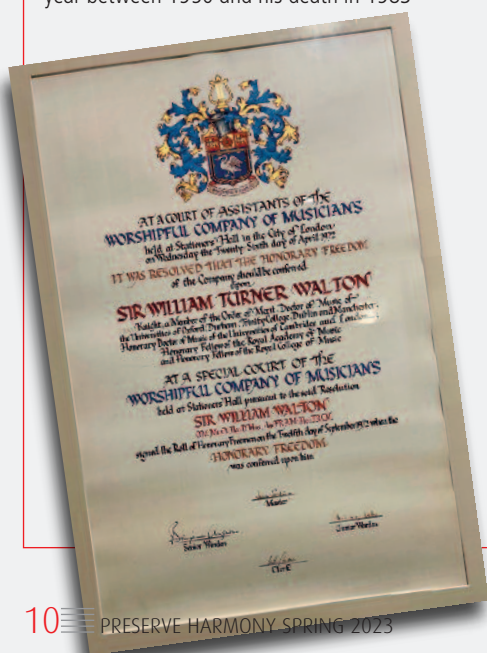 year between 1950 and his death in 1983
AT A COURT OF ASSISTANTS OF THE
WORSHIPFUL COMPANY OF MUSICIANS
held at Stationers' Hall in the City of London
on Wednesday the Twenty Sixth day of April 1972
IT WAS RESOLVED THAT THE HONORARY FREEDOM
of the Company should be conferred
upon
SIR WILLIAM TURNER WALTON
Knight, a Member of the Order of Merit, Doctor of Music of
the Universities of Oxford, Durham, Trinity College Dublin and Manchester,
Honorary Doctor of Music of the Universities of Cambridge and London
Honorary Fellow of the Royal Academy of Music
and Honorary Fellow of the Royal College of Music
AT A SPECIAL COURT OF THE
WORSHIPFUL COMPANY OF MUSICIANS
held at Stationers' Hall pursuant to the said Resolution
SIR WILLIAM WALTON
signed the Roll of Honorary Freemen on the Twelfth day of September 1972 when the
HONORARY FREEDOM
was conferred upon him
Master
Senior Warden
Junior Warden
Clerk
10 PRESERVE HARMONY SPRING 2023